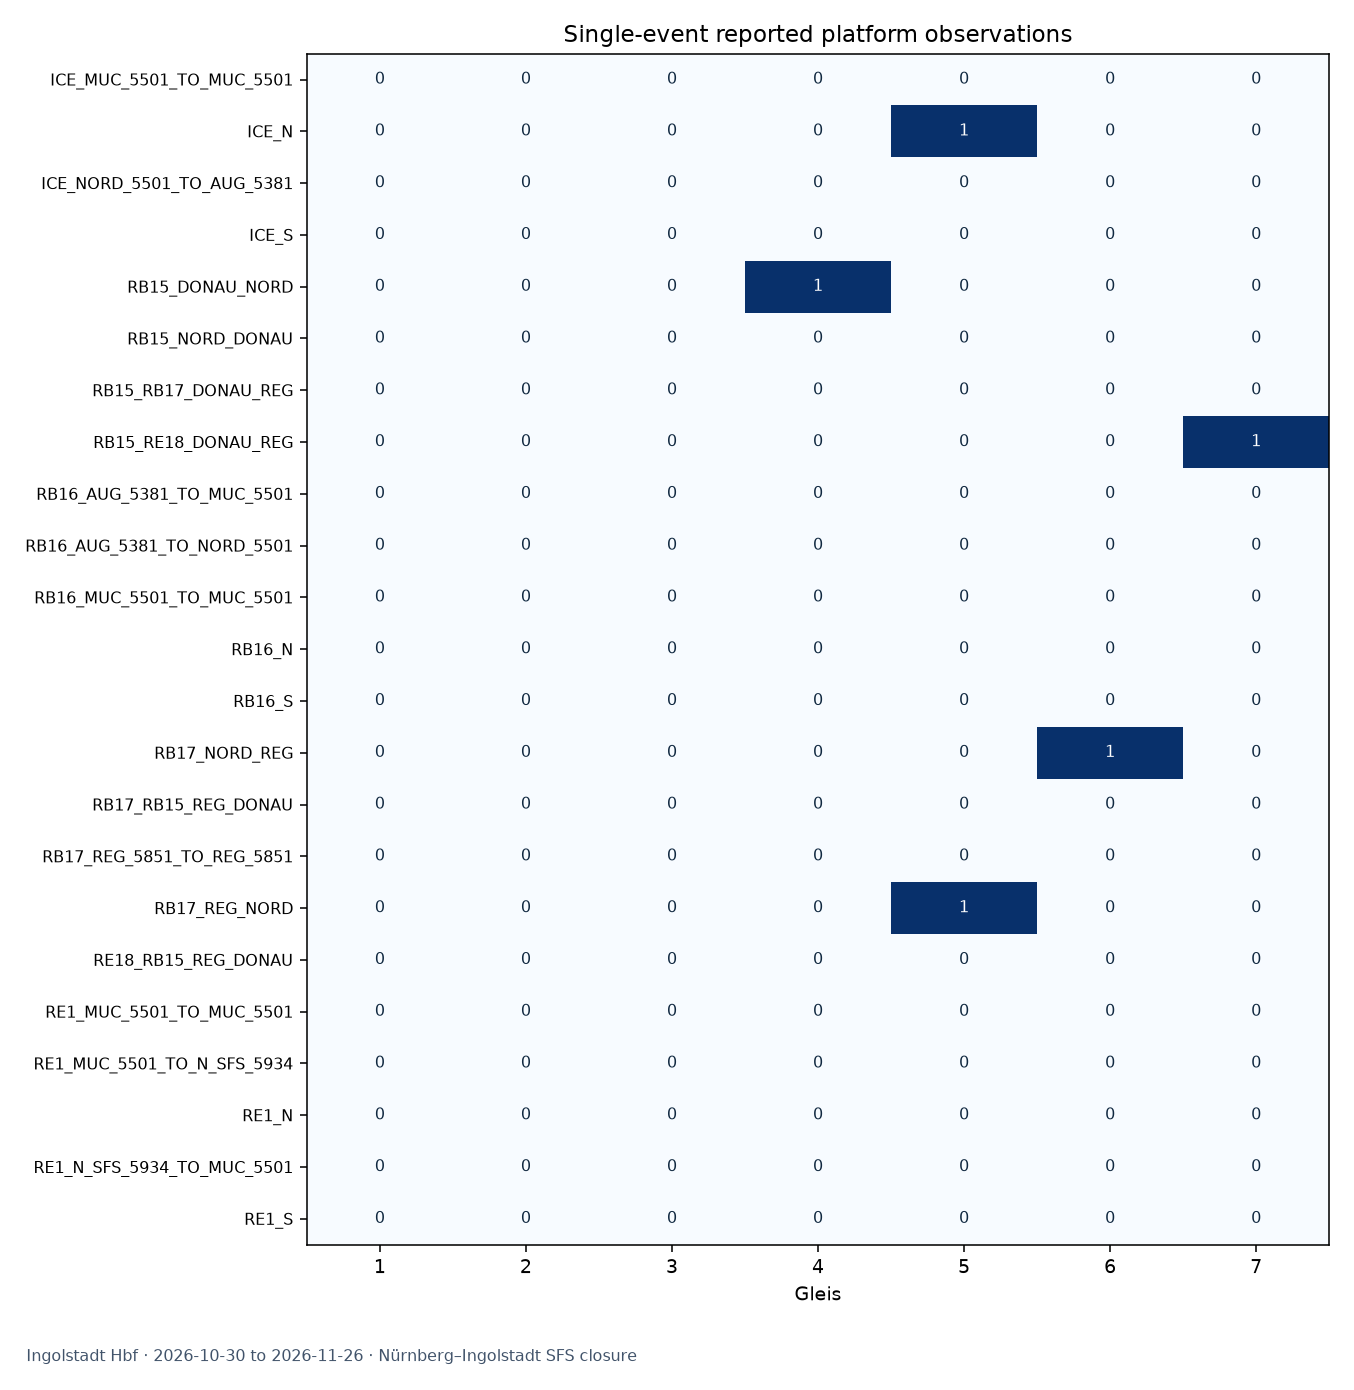 Single-event reported platform observations
ICE_MUC_5501_TO_MUC_5501 0 0 0 0 0 0 0
ICE_N 0 0 0 0 1 0 0
ICE_NORD_5501_TO_AUG_5381 0 0 0 0 0 0 0
ICE_S 0 0 0 0 0 0 0
RB15_DONAU_NORD 0 0 0 1 0 0 0
RB15_NORD_DONAU 0 0 0 0 0 0 0
RB15_RB17_DONAU_REG 0 0 0 0 0 0 0
RB15_RE18_DONAU_REG 0 0 0 0 0 0 1
RB16_AUG_5381_TO_MUC_5501 0 0 0 0 0 0 0
RB16_AUG_5381_TO_NORD_5501 0 0 0 0 0 0 0
RB16_MUC_5501_TO_MUC_5501 0 0 0 0 0 0 0
RB16_N 0 0 0 0 0 0 0
RB16_S 0 0 0 0 0 0 0
RB17_NORD_REG 0 0 0 0 0 1 0
RB17_RB15_REG_DONAU 0 0 0 0 0 0 0
RB17_REG_5851_TO_REG_5851 0 0 0 0 0 0 0
RB17_REG_NORD 0 0 0 0 1 0 0
RE18_RB15_REG_DONAU 0 0 0 0 0 0 0
RE1_MUC_5501_TO_MUC_5501 0 0 0 0 0 0 0
RE1_MUC_5501_TO_N_SFS_5934 0 0 0 0 0 0 0
RE1_N 0 0 0 0 0 0 0
RE1_N_SFS_5934_TO_MUC_5501 0 0 0 0 0 0 0
RE1_S 0 0 0 0 0 0 0
1 2 3 4 5 6 7
Gleis
Ingolstadt Hbf · 2026-10-30 to 2026-11-26 · Nürnberg–Ingolstadt SFS closure